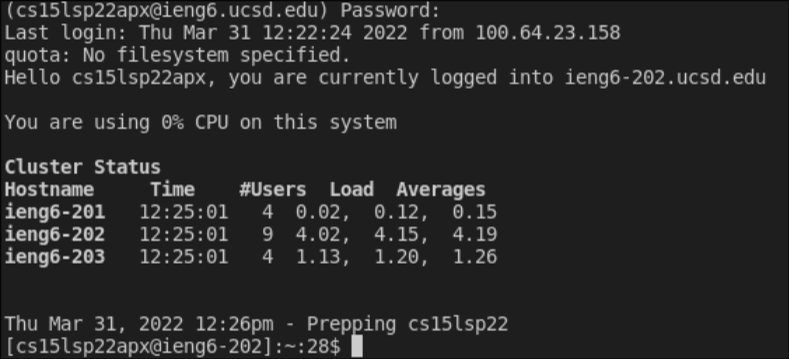 (cs15lsp22apx@ieng6.ucsd.edu) Password:
Last login: Thu Mar 31 12:22:24 2022 from 100.64.23.158
quota: No filesystem specified.
Hello cs15lsp22apx, you are currently logged into ieng6-202.ucsd.edu
You are using 0% CPU on this system
Cluster Status
Hostname     Time    #Users  Load  Averages
ieng6-201   12:25:01   4  0.02,  0.12,  0.15
ieng6-202   12:25:01   9  4.02,  4.15,  4.19
ieng6-203   12:25:01   4  1.13,  1.20,  1.26
Thu Mar 31, 2022 12:26pm - Prepping cs15lsp22
[cs15lsp22apx@ieng6-202]:~:28$